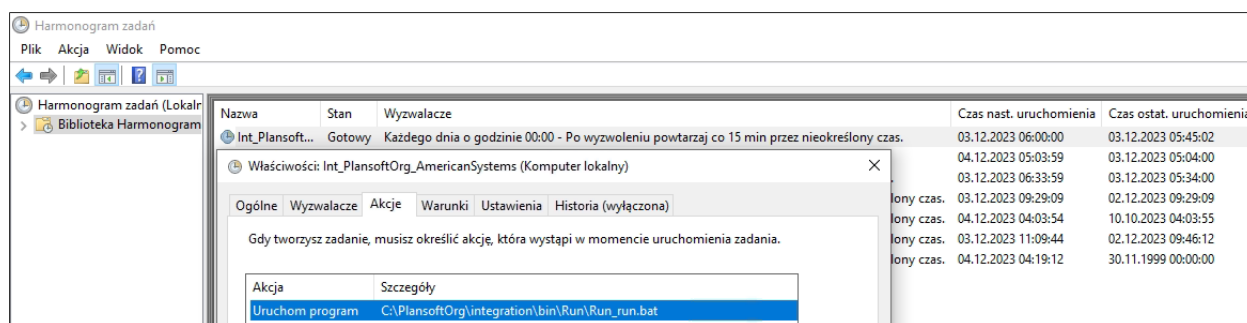 Harmonogram zadań
Plik Akcja Widok Pomoc
Harmonogram zadań (Lokalr
Biblioteka Harmonogram
Nazwa Stan Wyzwalacze Czas nast. uruchomienia Czas ostat. uruchomienia
Int_Plansoft... Gotowy Każdego dnia o godzinie 00:00 - Po wyzwoleniu powtarzaj co 15 min przez nieokreślony czas. 03.12.2023 06:00:00 03.12.2023 05:45:02
04.12.2023 05:03:59 03.12.2023 05:04:00
. 03.12.2023 06:33:59 03.12.2023 05:34:00
lony czas. 03.12.2023 09:29:09 02.12.2023 09:29:09
lony czas. 04.12.2023 04:03:54 10.10.2023 04:03:55
lony czas. 03.12.2023 11:09:44 02.12.2023 09:46:12
lony czas. 04.12.2023 04:19:12 30.11.1999 00:00:00
Właściwości: Int_PlansoftOrg_AmericanSystems (Komputer lokalny)
Ogólne Wyzwalacze Akcje Warunki Ustawienia Historia (wyłączona)
Gdy tworzysz zadanie, musisz określić akcję, która wystąpi w momencie uruchomienia zadania.
Akcja Szczegóły
Uruchom program C:\PlansoftOrg\integration\bin\Run\Run_run.bat